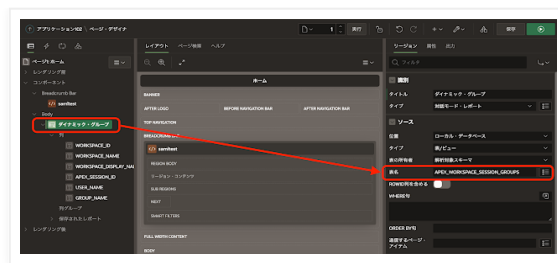 アプリケーション102 \ ページ・デザイナ
1
実行
保存
レイアウト ページ検索 ヘルプ
リージョン 属性 出力
ページ1: ホーム
レンダリング前
コンポーネント
Breadcrumb Bar
samltest
Body
ダイナミック・グループ
列
WORKSPACE_ID
WORKSPACE_NAME
WORKSPACE_DISPLAY_NA
APEX_SESSION_ID
USER_NAME
GROUP_NAME
列グループ
保存されたレポート
レンダリング後
ホーム
BANNER
AFTER LOGO
BEFORE NAVIGATION BAR
AFTER NAVIGATION BAR
TOP NAVIGATION
BREADCRUMB BAR
samltest
REGION BODY
リージョン・コンテンツ
SUB REGIONS
NEXT
SMART FILTERS
FULL WIDTH CONTENT
BODY
フィルタ
識別
タイトル ダイナミック・グループ
タイプ 対話モード・レポート
ソース
位置 ローカル・データベース
タイプ 表/ビュー
表の所有者 解析対象スキーマ
表名 APEX_WORKSPACE_SESSION_GROUPS
ROWID列を含める
WHERE句
ORDER BY句
送信するページ・
アイテム